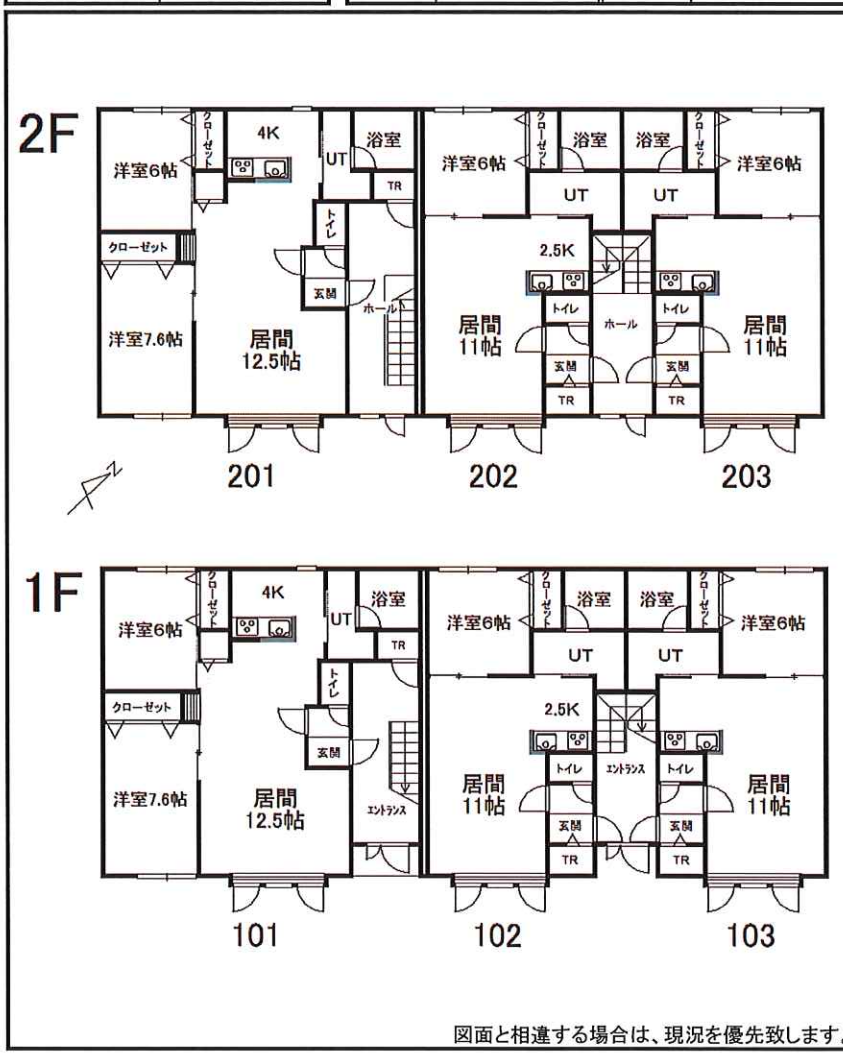 2F
洋室6帖
クローゼット
4K
UT
浴室
TR
トイレ
玄関
ホール
クローゼット
洋室7.6帖
居間
12.5帖
201
洋室6帖
クローゼット
浴室
UT
2.5K
トイレ
居間
11帖
玄関
TR
202
ホール
浴室
クローゼット
洋室6帖
UT
トイレ
居間
11帖
玄関
TR
203
N
1F
洋室6帖
クローゼット
4K
UT
浴室
TR
トイレ
玄関
エントランス
クローゼット
洋室7.6帖
居間
12.5帖
101
洋室6帖
クローゼット
浴室
UT
2.5K
トイレ
居間
11帖
玄関
TR
102
エントランス
浴室
クローゼット
洋室6帖
UT
トイレ
居間
11帖
玄関
TR
103
図面と相違する場合は、現況を優先致します。